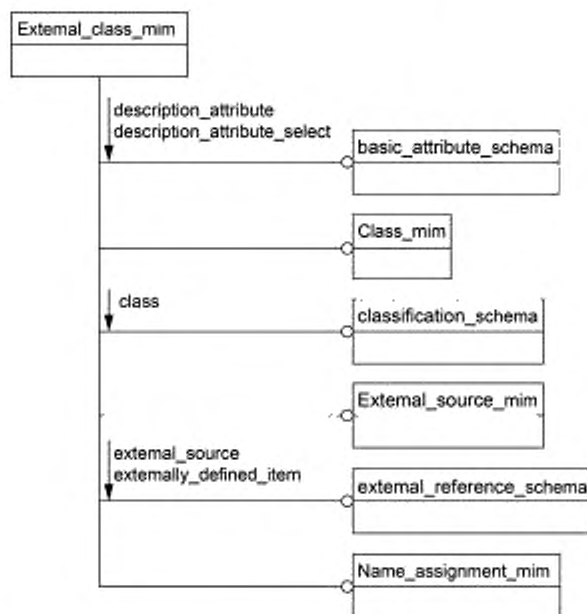 External_class_mim
description_attribute
description_attribute_select
basic_attribute_schema
Class_mim
class
classification_schema
External_source_mim
external_source
externally_defined_item
external_reference_schema
Name_assignment_mim